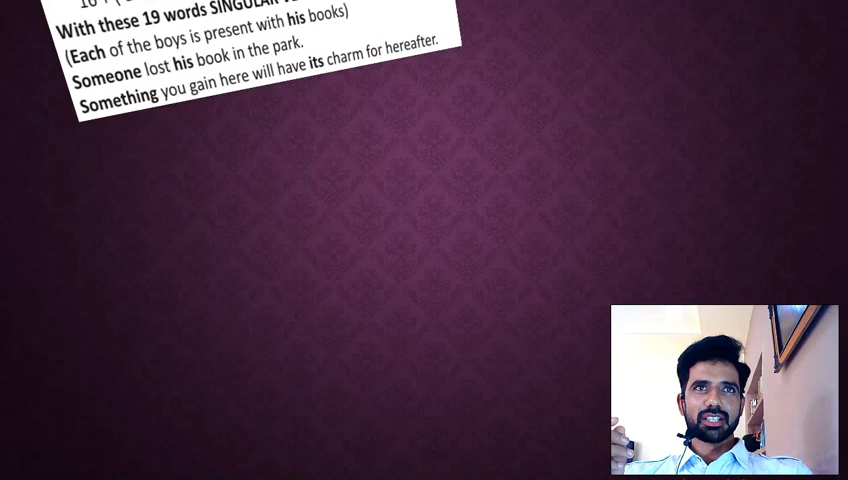 With these 19 words SINGULAR
(Each of the boys is present with his books)
Someone lost his book in the park.
Something you gain here will have its charm for hereafter.